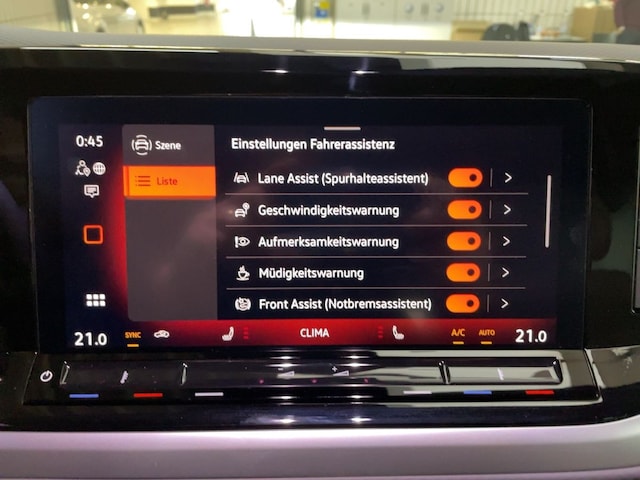 0:45
Szene
Liste
Einstellungen Fahrerassistenz
Lane Assist (Spurhalteassistent)
Geschwindigkeitswarnung
Aufmerksamkeitswarnung
Müdigkeitswarnung
Front Assist (Notbremsassistent)
21.0 SYNC CLIMA A/C AUTO 21.0